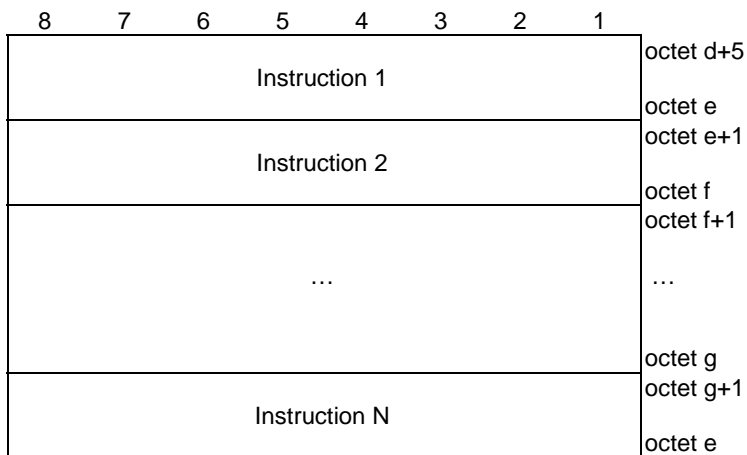 8 7 6 5 4 3 2 1
octet d+5
Instruction 1
octet e
octet e+1
Instruction 2
octet f
octet f+1
… …
octet g
octet g+1
Instruction N
octet e